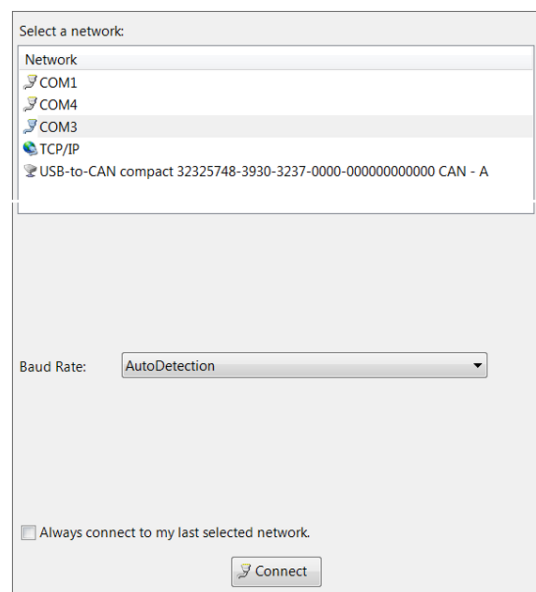 Select a network:
Network
COM1
COM4
COM3
TCP/IP
USB-to-CAN compact 32325748-3930-3237-0000-000000000000 CAN - A
Baud Rate: AutoDetection
Always connect to my last selected network.
Connect